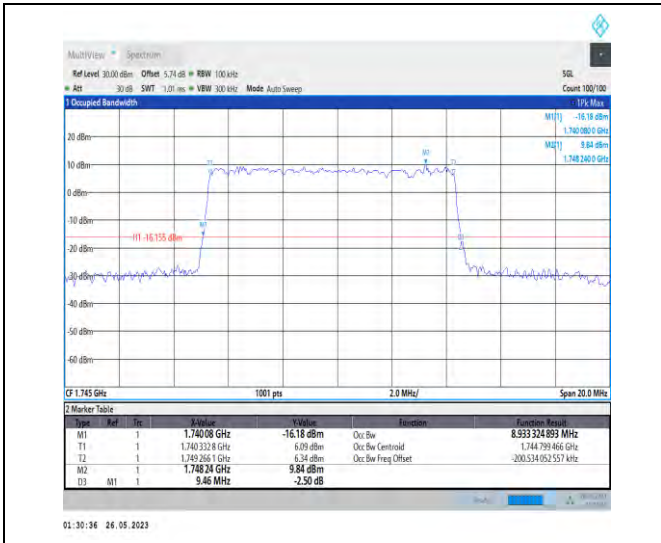 MultiView Spectrum
Ref Level 30.00 dBm Offset 5.74 dB RBW 100 kHz SGL
Att 30 dB SWT 1.01 ms VBW 300 kHz Mode Auto Sweep Count 100/100
1 Occupied Bandwidth 1Pk Max
M1[1] -16.18 dBm
1.740 080 0 GHz
M2[1] 9.84 dBm
1.748 240 0 GHz
20 dBm
M2
T1
10 dBm
0 dBm
-10 dBm
M1
H1 -16.155 dBm
-20 dBm
-30 dBm
-40 dBm
-50 dBm
-60 dBm
CF 1.745 GHz 1001 pts 2.0 MHz/ Span 20.0 MHz
2 Marker Table
Type Ref Trc X-Value Y-Value Function Function Result
M1 1 1.740 08 GHz -16.18 dBm Occ Bw 8.933 324 893 MHz
T1 1 1.740 332 8 GHz 6.09 dBm Occ Bw Centroid 1.744 799 466 GHz
T2 1 1.749 266 1 GHz 6.34 dBm Occ Bw Freq Offset -200.534 052 557 kHz
M2 1 1.748 24 GHz 9.84 dBm
D3 M1 1 9.46 MHz -2.50 dB
01:30:36 26.05.2023